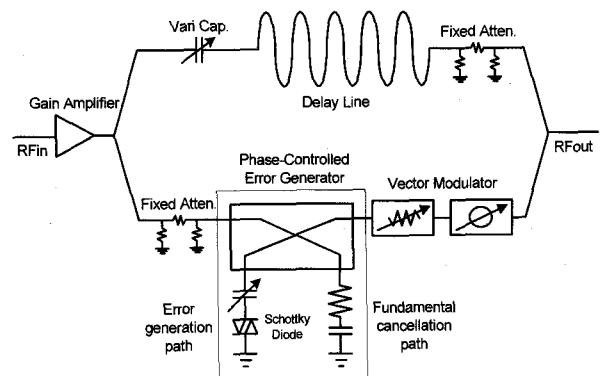 Vari Cap.
Fixed Atten.
Delay Line
Gain Amplifier
RFin
RFout
Phase-Controlled
Error Generator
Vector Modulator
Fixed Atten.
Error
generation
path
Schottky
Diode
Fundamental
cancellation
path